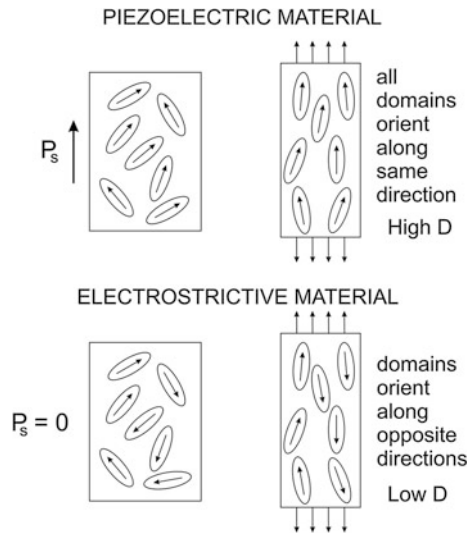 PIEZOELECTRIC MATERIAL
Ps
all
domains
orient
along
same
direction
High D
ELECTROSTRICTIVE MATERIAL
Ps = 0
domains
orient
along
opposite
directions
Low D